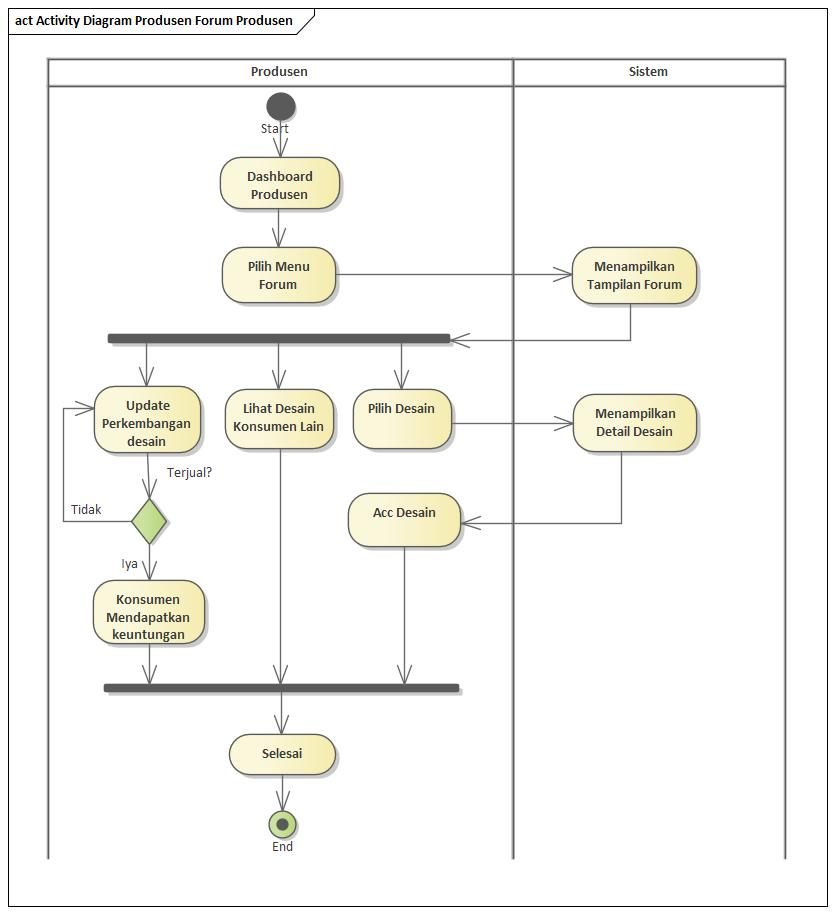 act Activity Diagram Produsen Forum Produsen
Produsen
Sistem
Start
Dashboard
Produsen
Pilih Menu
Forum
Menampilkan
Tampilan Forum
Update
Perkembangan
desain
Lihat Desain
Konsumen Lain
Pilih Desain
Menampilkan
Detail Desain
Terjual?
Tidak
Acc Desain
Iya
Konsumen
Mendapatkan
keuntungan
Selesai
End